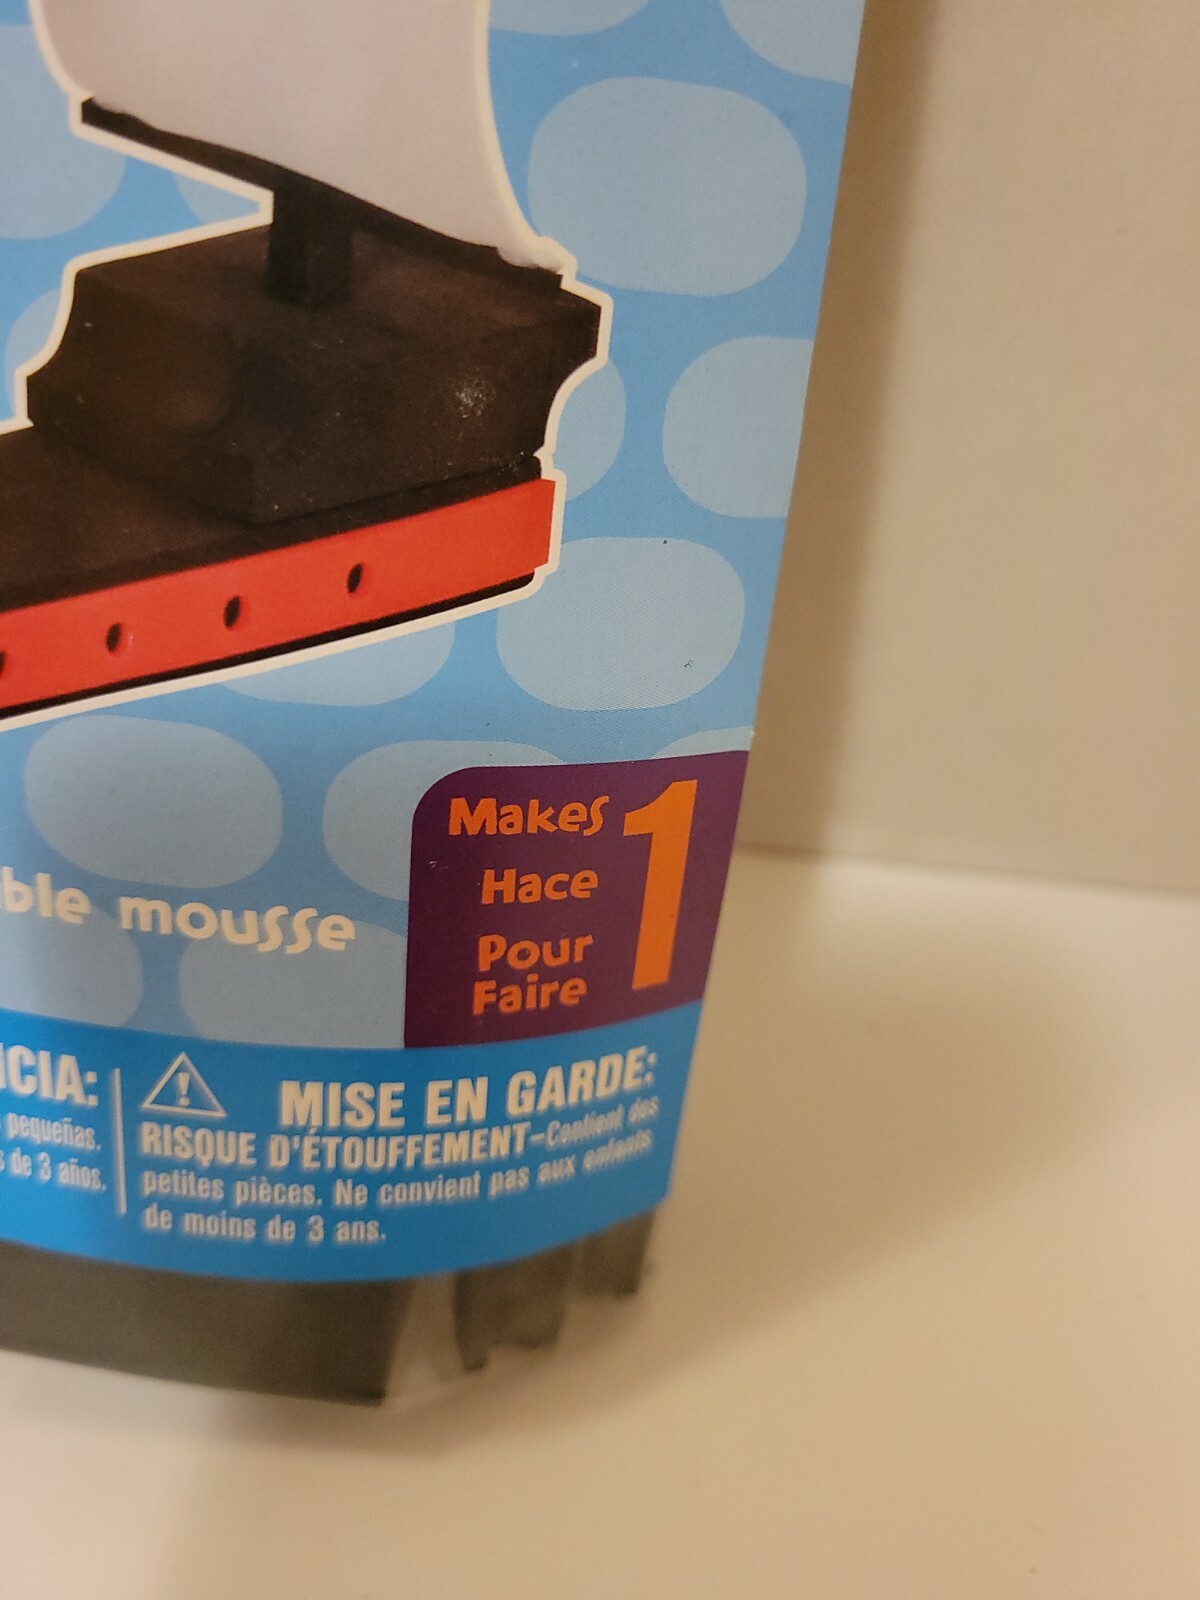 ble mousse
Makes
Hace
Pour
Faire
1
CIA:
pequeñas.
de 3 años.
MISE EN GARDE:
RISQUE D'ÉTOUFFEMENT–Contient des
petites pièces. Ne convient pas aux enfants
de moins de 3 ans.